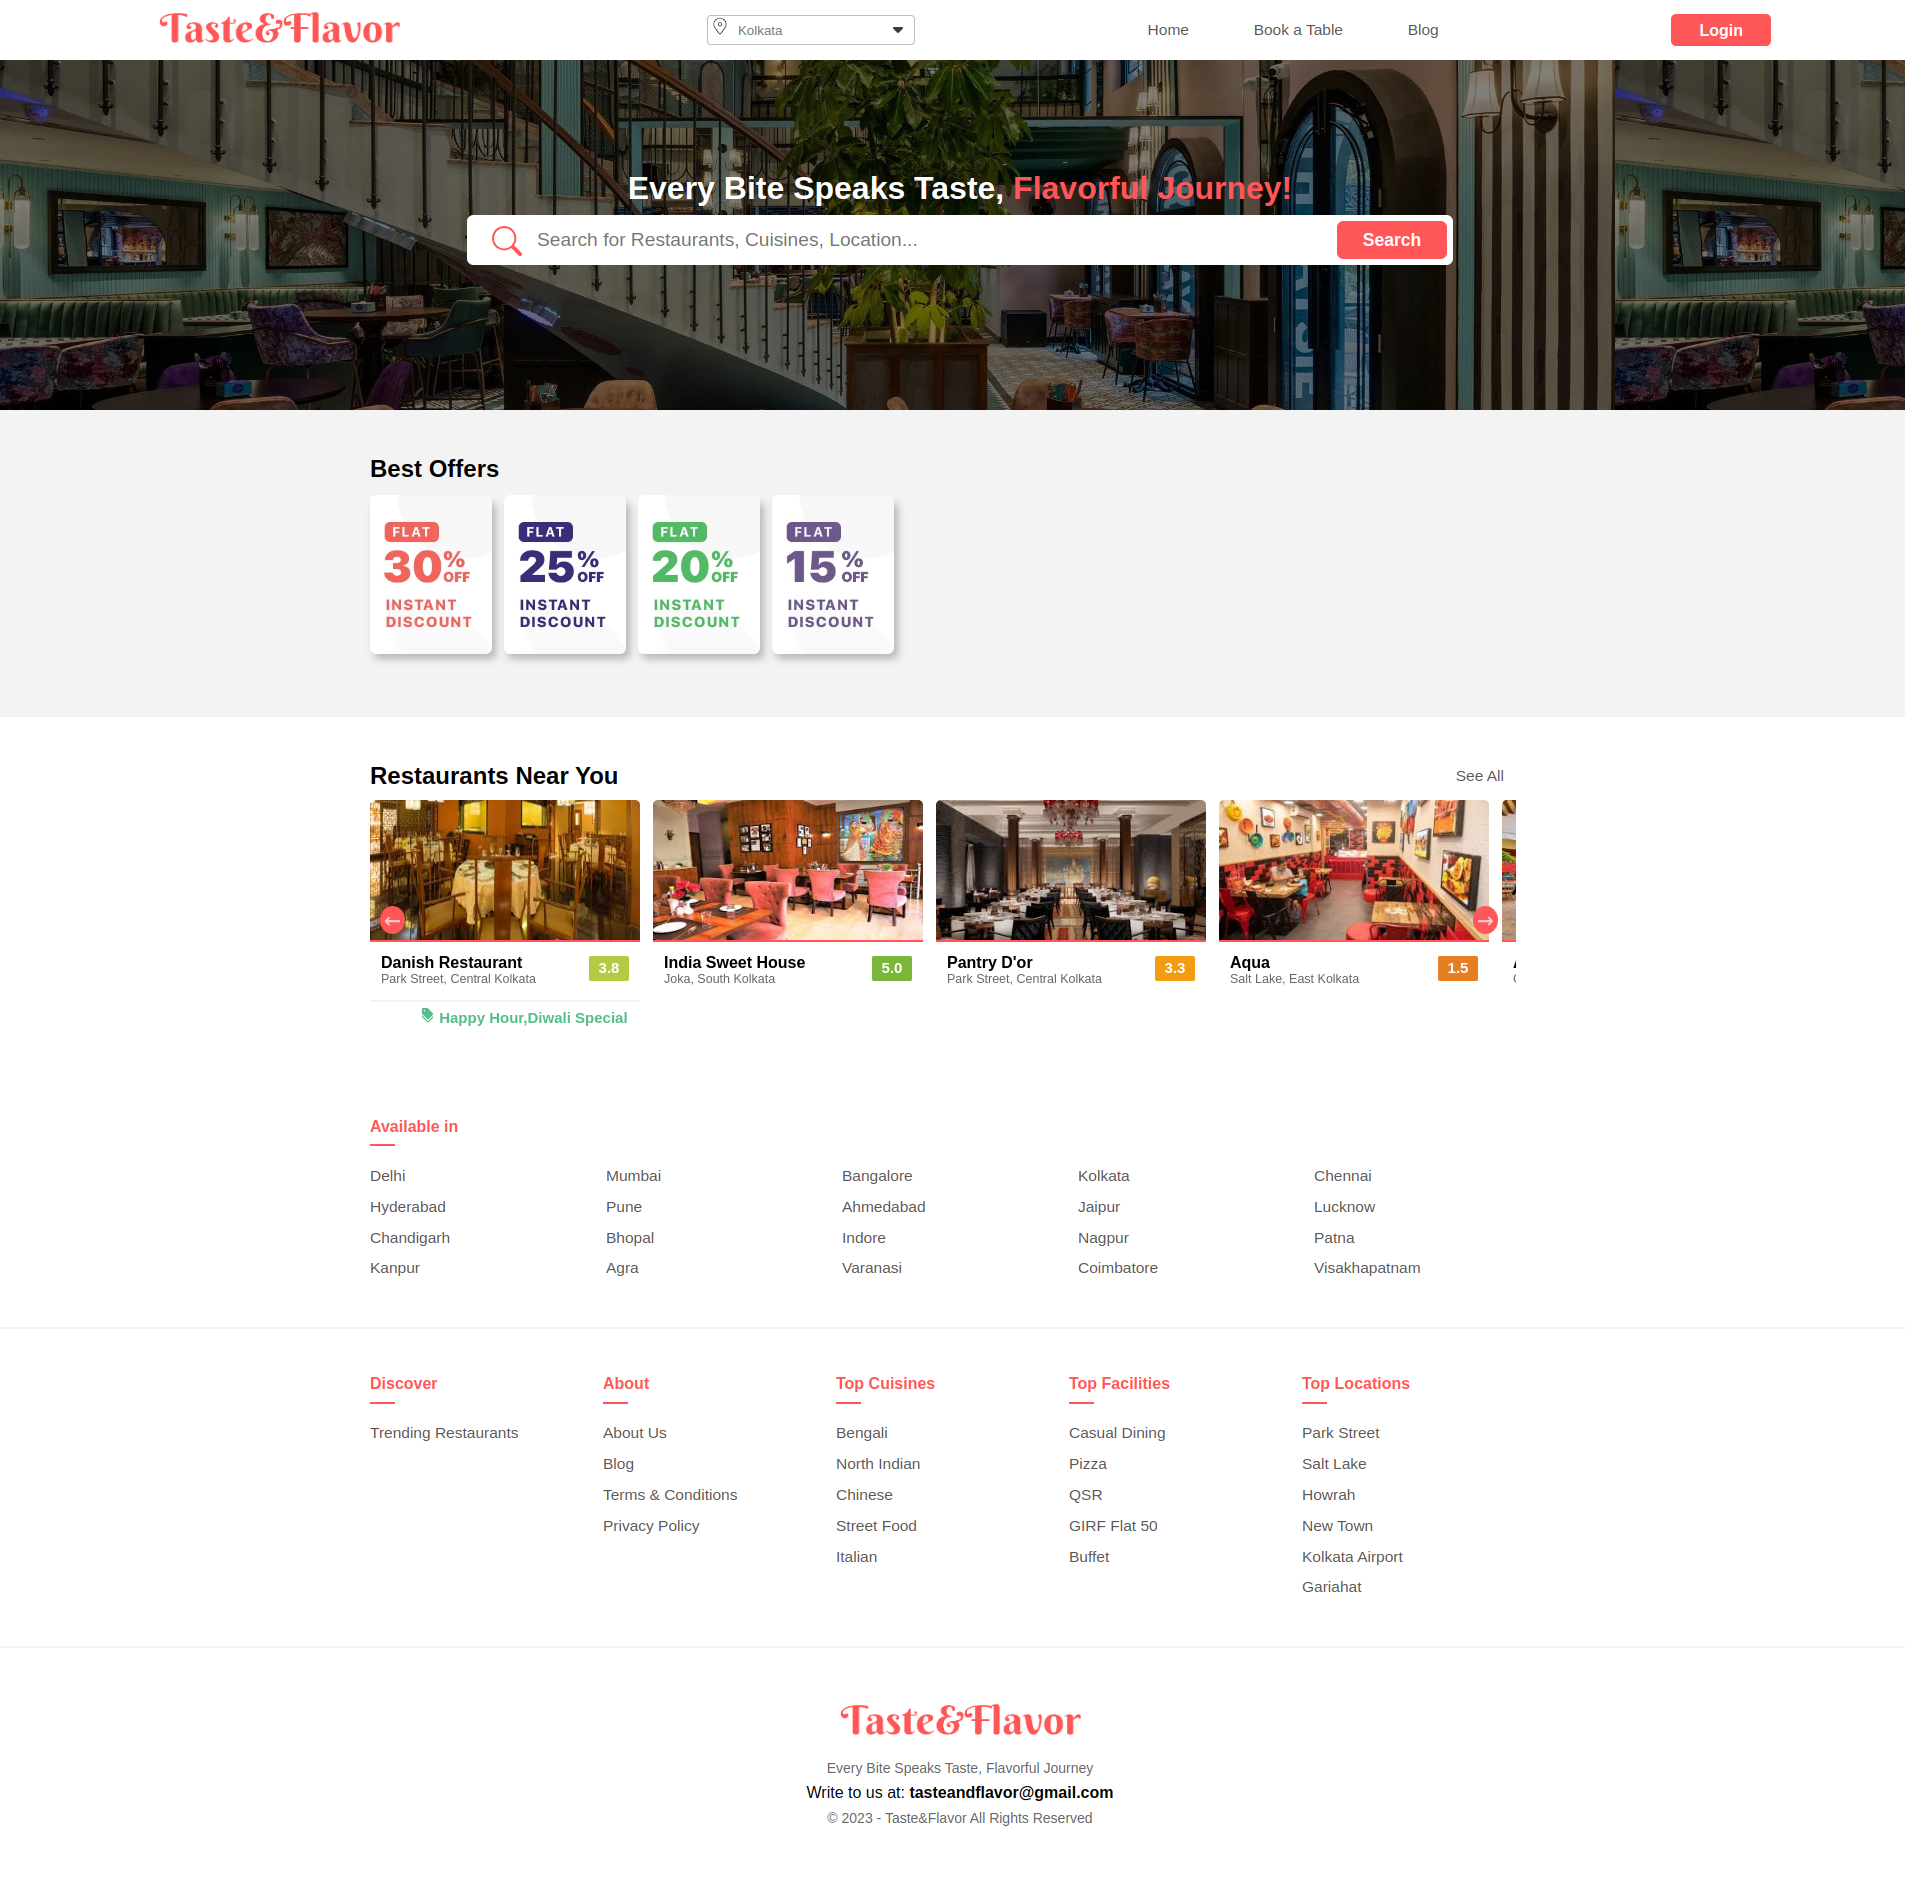 Taste&Flavor
Kolkata
Home
Book a Table
Blog
Login
Every Bite Speaks Taste, Flavorful Journey!
Search for Restaurants, Cuisines, Location...
Search
Best Offers
FLAT
30%
OFF
INSTANT
DISCOUNT
FLAT
25%
OFF
INSTANT
DISCOUNT
FLAT
20%
OFF
INSTANT
DISCOUNT
FLAT
15%
OFF
INSTANT
DISCOUNT
Restaurants Near You
See All
Danish Restaurant
3.8
Park Street, Central Kolkata
Happy Hour,Diwali Special
India Sweet House
5.0
Joka, South Kolkata
Pantry D'or
3.3
Park Street, Central Kolkata
Aqua
1.5
Salt Lake, East Kolkata
Available in
Delhi
Mumbai
Bangalore
Kolkata
Chennai
Hyderabad
Pune
Ahmedabad
Jaipur
Lucknow
Chandigarh
Bhopal
Indore
Nagpur
Patna
Kanpur
Agra
Varanasi
Coimbatore
Visakhapatnam
Discover
Trending Restaurants
About
About Us
Blog
Terms & Conditions
Privacy Policy
Top Cuisines
Bengali
North Indian
Chinese
Street Food
Italian
Top Facilities
Casual Dining
Pizza
QSR
GIRF Flat 50
Buffet
Top Locations
Park Street
Salt Lake
Howrah
New Town
Kolkata Airport
Gariahat
Taste&Flavor
Every Bite Speaks Taste, Flavorful Journey
Write to us at: tasteandflavor@gmail.com
© 2023 - Taste&Flavor All Rights Reserved